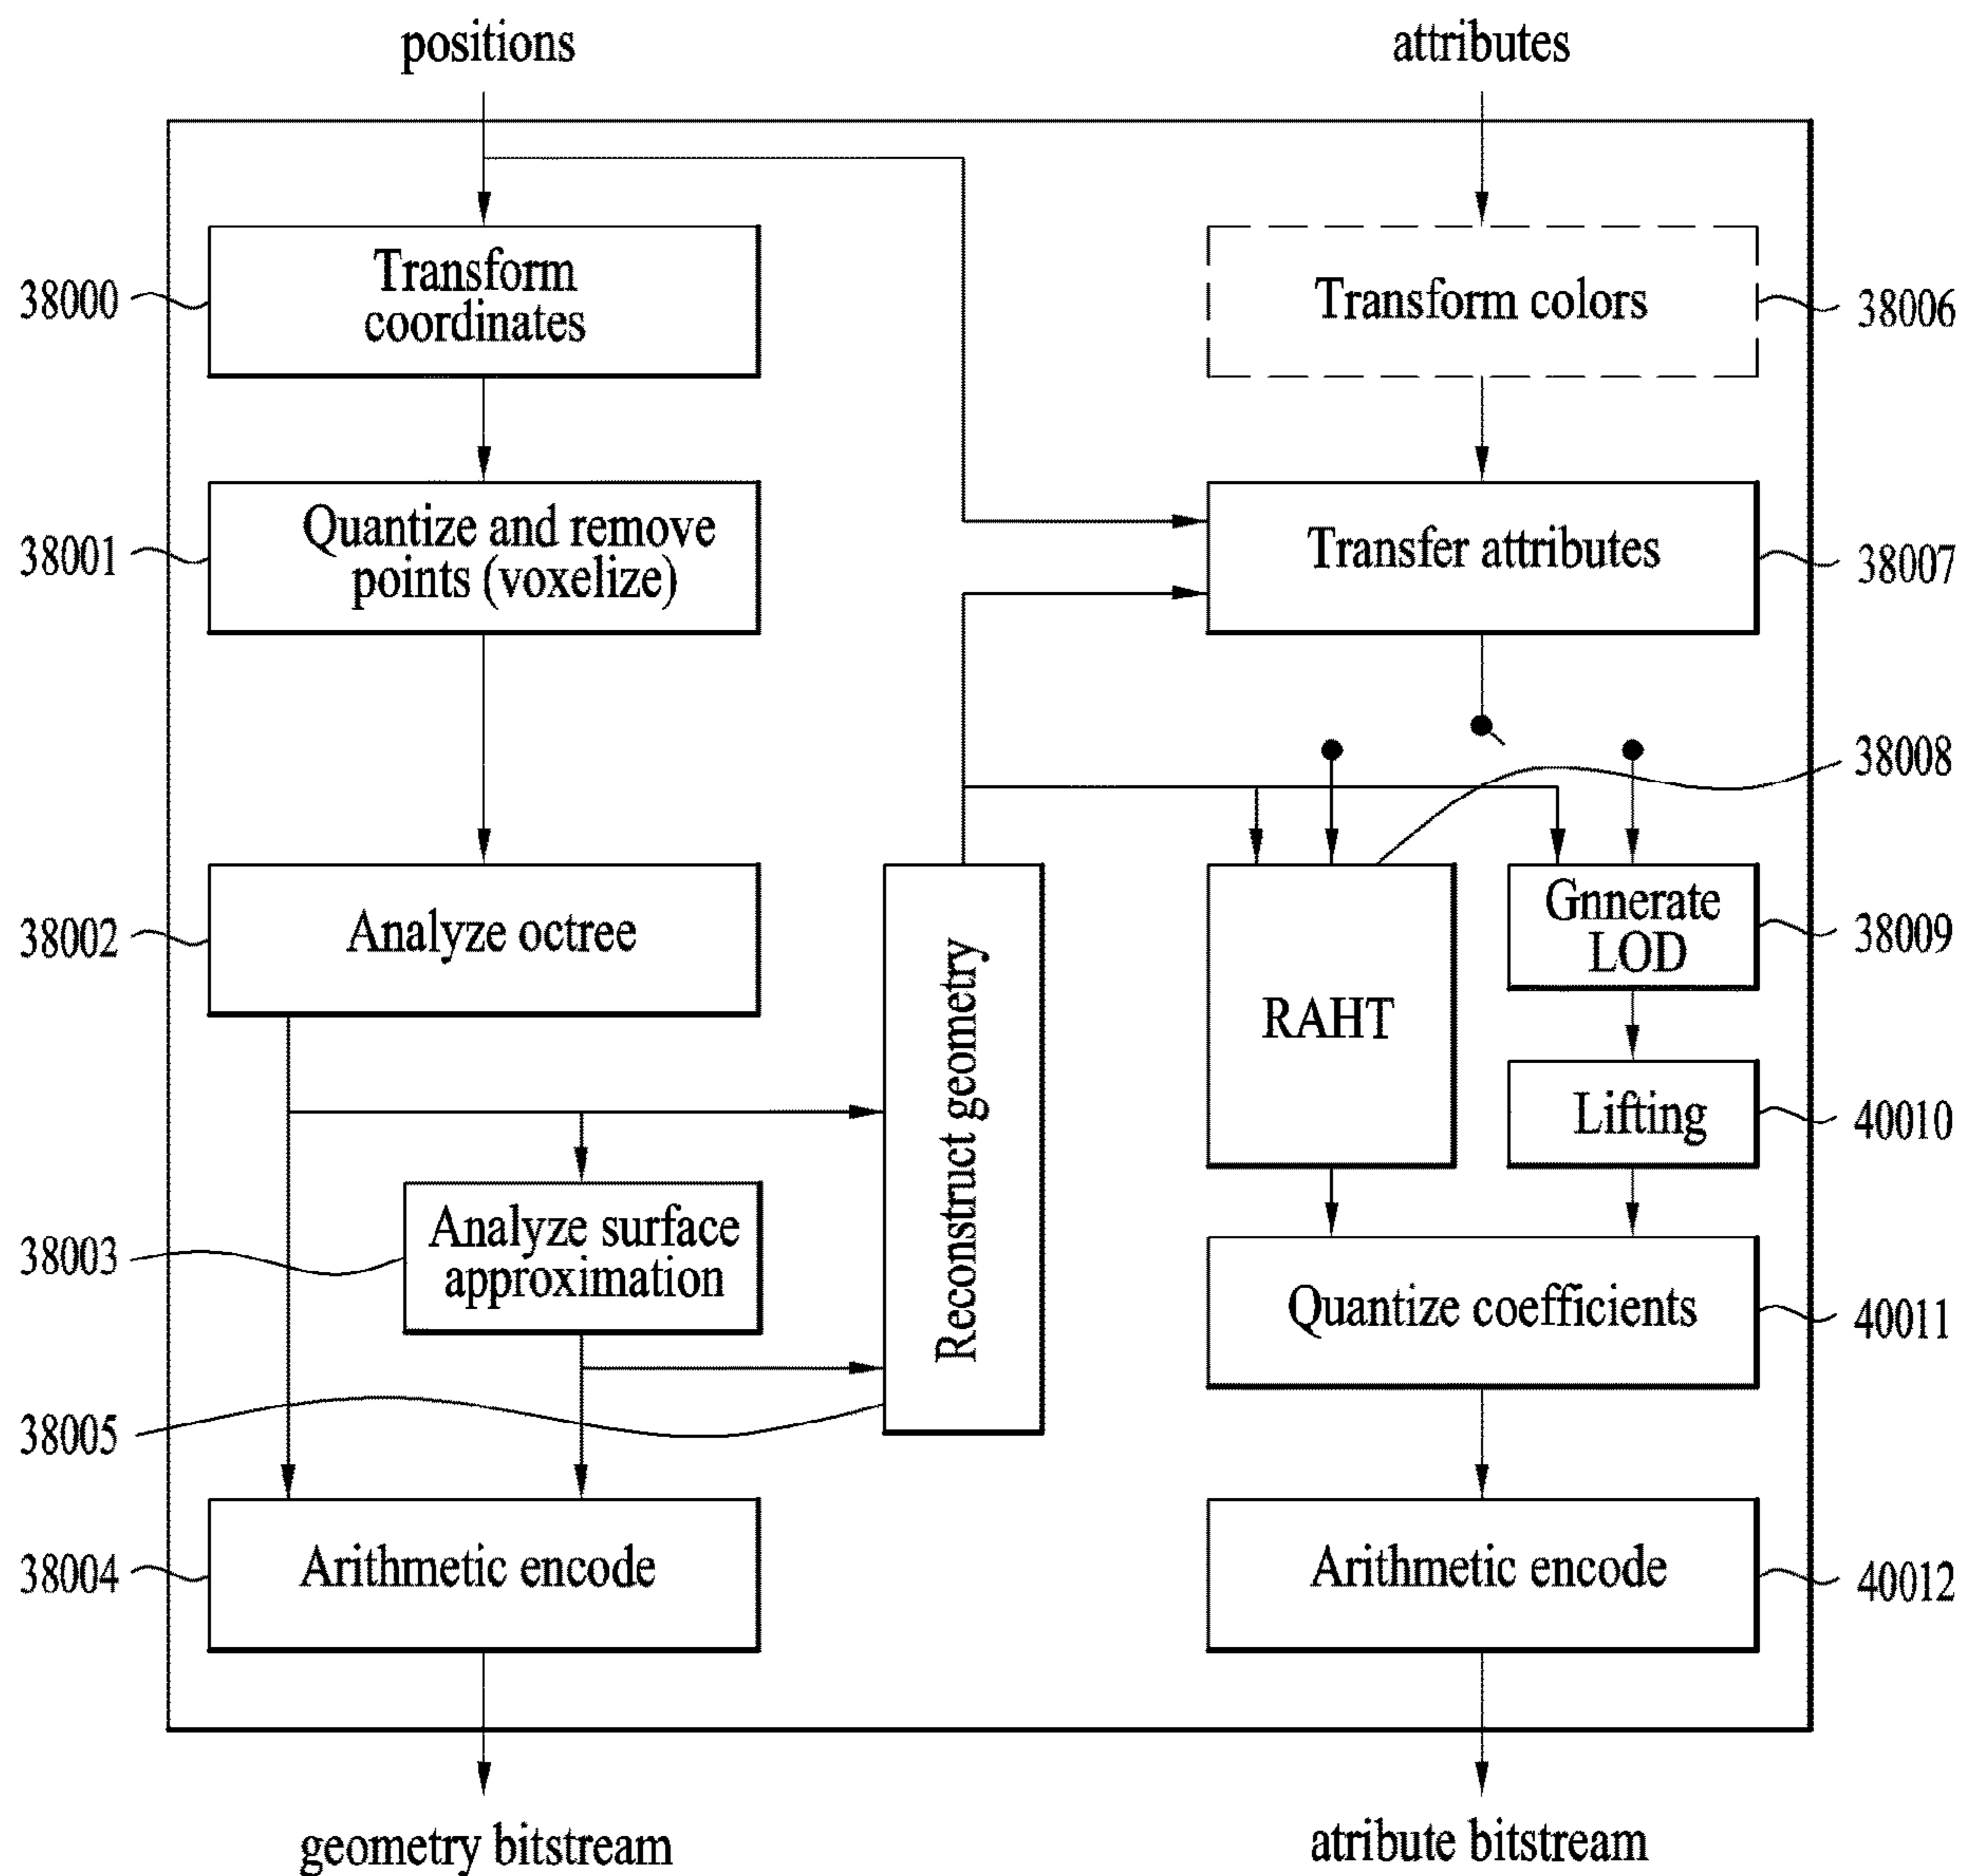 positions
attributes
Transform
coordinates
38000
Transform colors
38006
Quantize and remove
points (voxelize)
38001
Transfer attributes
38007
38008
Analyze octree
38002
Reconstruct geometry
RAHT
Gnnerate
LOD
38009
Lifting
40010
Analyze surface
approximation
38003
Quantize coefficients
40011
38005
Arithmetic encode
38004
Arithmetic encode
40012
geometry bitstream
atribute bitstream